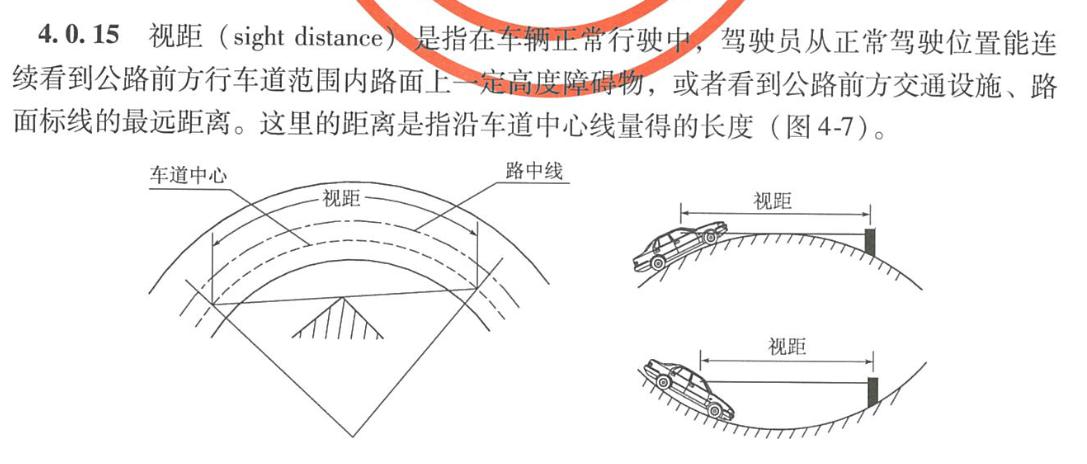 4.0.15 视距（sight distance）是指在车辆正常行驶中，驾驶员从正常驾驶位置能连
续看到公路前方行车道范围内路面上一定高度障碍物，或者看到公路前方交通设施、路
面标线的最远距离。这里的距离是指沿车道中心线量得的长度（图4-7）。
车道中心
视距
路中线
视距
视距